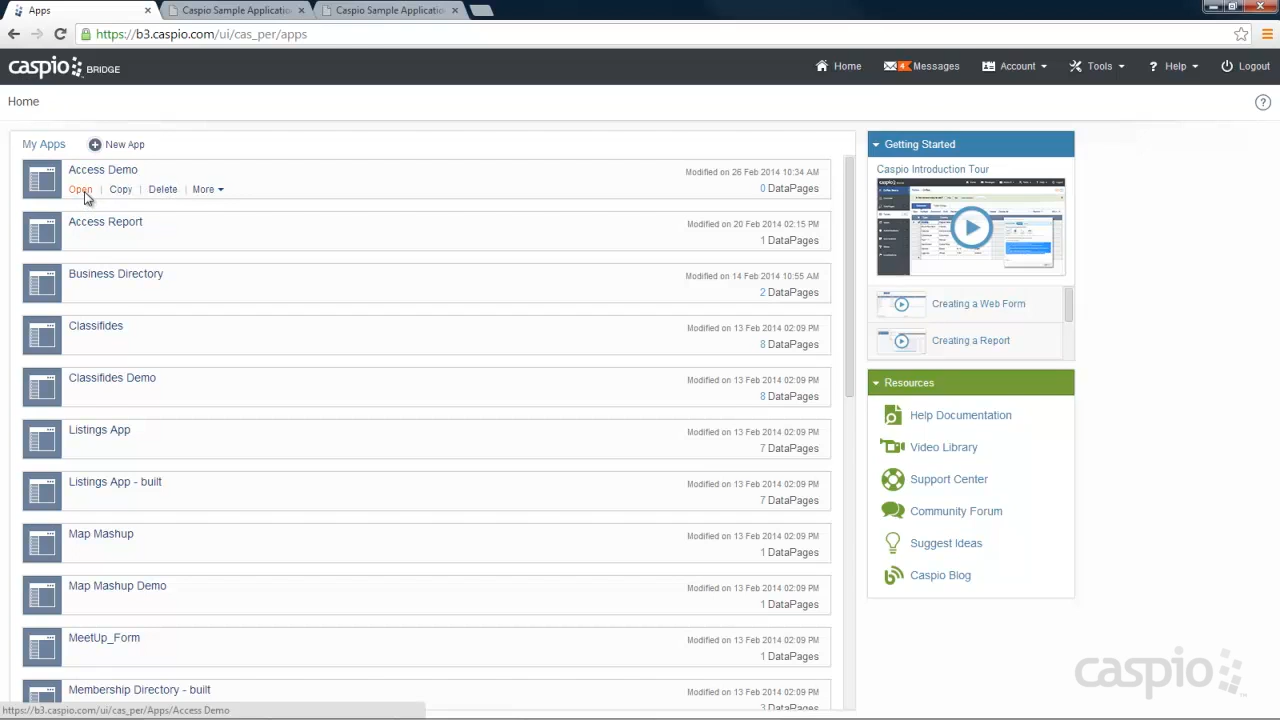 Apps
Caspio Sample Applicatio
Caspio Sample Applicatio
https://b3.caspio.com/ui/cas_per/apps
caspio BRIDGE
4 Messages
Home
Account
Tools
Help
Logout
Home
My Apps
New App
Access Demo
Modified on 26 Feb 2014 10:34 AM
Open | Copy | Delete | More
0 DataPages
Access Report
Modified on 20 Feb 2014 02:15 PM
1 DataPages
Business Directory
Modified on 14 Feb 2014 10:55 AM
2 DataPages
Classifides
Modified on 13 Feb 2014 02:09 PM
8 DataPages
Classifides Demo
Modified on 13 Feb 2014 02:09 PM
8 DataPages
Listings App
Modified on 13 Feb 2014 02:09 PM
7 DataPages
Listings App - built
Modified on 13 Feb 2014 02:09 PM
7 DataPages
Map Mashup
Modified on 13 Feb 2014 02:09 PM
1 DataPages
Map Mashup Demo
Modified on 13 Feb 2014 02:09 PM
1 DataPages
MeetUp_Form
Modified on 13 Feb 2014 02:09 PM
1 DataPages
Membership Directory - built
Modified on 13 Feb 2014 02:09 PM
3 DataPages
Getting Started
Caspio Introduction Tour
Creating a Web Form
Creating a Report
Resources
Help Documentation
Video Library
Support Center
Community Forum
Suggest Ideas
Caspio Blog
caspio
https://b3.caspio.com/ui/cas_per/Apps/Access Demo